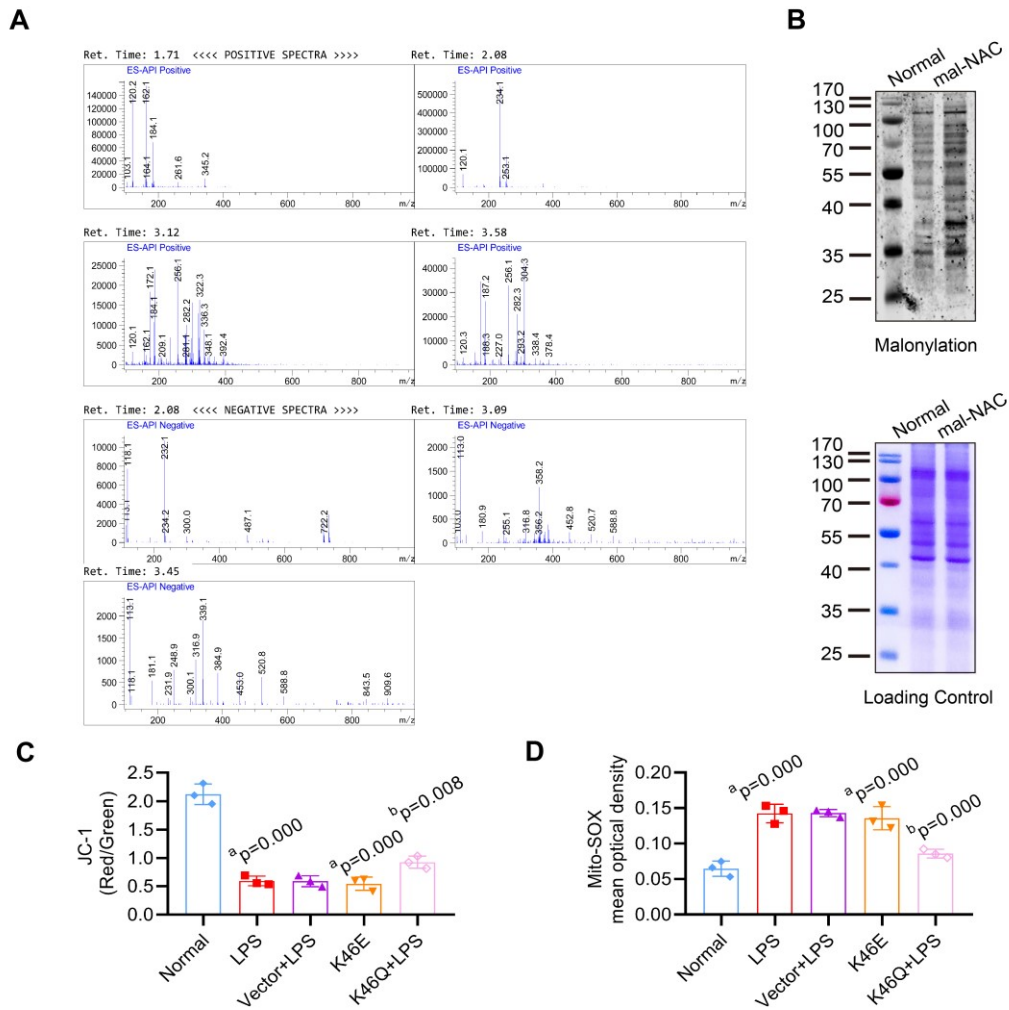 A
Ret. Time: 1.71 <<<< POSITIVE SPECTRA >>>> Ret. Time: 2.08
ES-API Positive
140000
120000
100000
80000
60000
40000
20000
0
120.2
162.1
184.1
103.1
164.1
261.6
345.2
200 400 600 800 m/z
ES-API Positive
500000
400000
300000
200000
100000
0
234.1
120.1
253.1
200 400 600 800 m/z
Ret. Time: 3.12 Ret. Time: 3.58
ES-API Positive
25000
20000
15000
10000
5000
0
172.1
256.1
184.1
282.2
322.3
336.3
120.1
162.1
209.1
281.1
348.1
392.4
200 400 600 800 m/z
ES-API Positive
40000
30000
20000
10000
0
187.2
256.1
304.3
282.3
120.3
188.3
227.0
293.2
338.4
378.4
200 400 600 800 m/z
Ret. Time: 2.08 <<<< NEGATIVE SPECTRA >>>> Ret. Time: 3.09
ES-API Negative
10000
8000
6000
4000
2000
0
118.1
232.1
113.1
234.2
300.0
487.1
722.2
200 400 600 800 m/z
ES-API Negative
2000
1500
1000
500
0
113.0
358.2
103.0
180.9
255.1
316.8
356.2
452.8
520.7
588.8
200 400 600 800 m/z
Ret. Time: 3.45
ES-API Negative
2000
1500
1000
500
0
113.1
339.1
118.1
181.1
248.9
231.9
316.9
300.1
384.9
453.0
520.8
588.8
843.5
909.6
200 400 600 800 m/z
B
Normal
mal-NAC
170
130
100
70
55
40
35
25
Malonylation
Normal
mal-NAC
170
130
100
70
55
40
35
25
Loading Control
C
JC-1
(Red/Green)
2.5
2.0
1.5
1.0
0.5
0.0
a p=0.000
a p=0.000
b p=0.008
Normal
LPS
Vector+LPS
K46E
K46Q+LPS
D
Mito-SOX
mean optical density
0.20
0.15
0.10
0.05
0.00
a p=0.000
a p=0.000
b p=0.000
Normal
LPS
Vector+LPS
K46E
K46Q+LPS